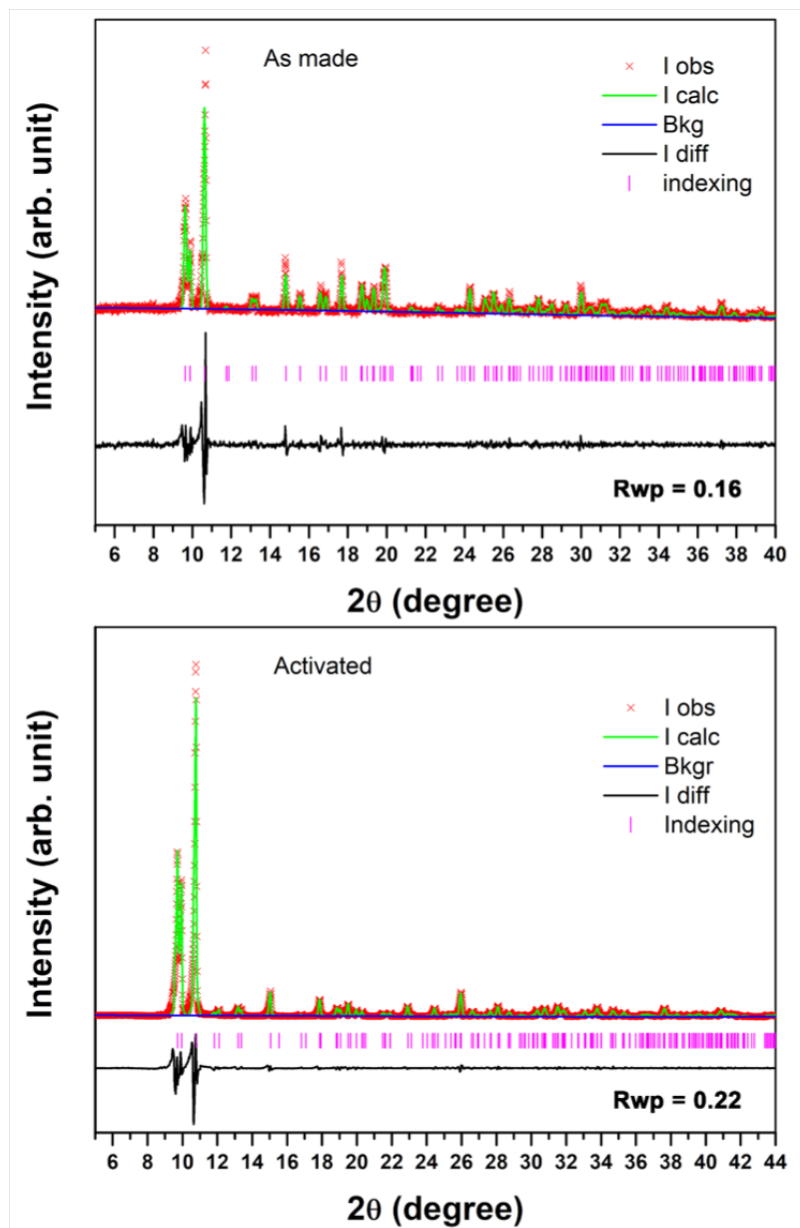 As made
I obs
I calc
Bkg
I diff
indexing
Intensity (arb. unit)
Rwp = 0.16
6 8 10 12 14 16 18 20 22 24 26 28 30 32 34 36 38 40
2θ (degree)
Activated
I obs
I calc
Bkgr
I diff
Indexing
Intensity (arb. unit)
Rwp = 0.22
6 8 10 12 14 16 18 20 22 24 26 28 30 32 34 36 38 40 42 44
2θ (degree)